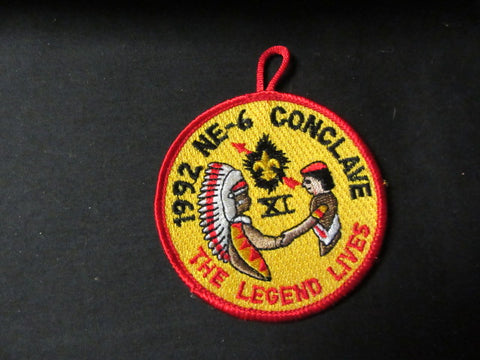 1992 NE-6 CONCLAVE
XI
THE LEGEND LIVES